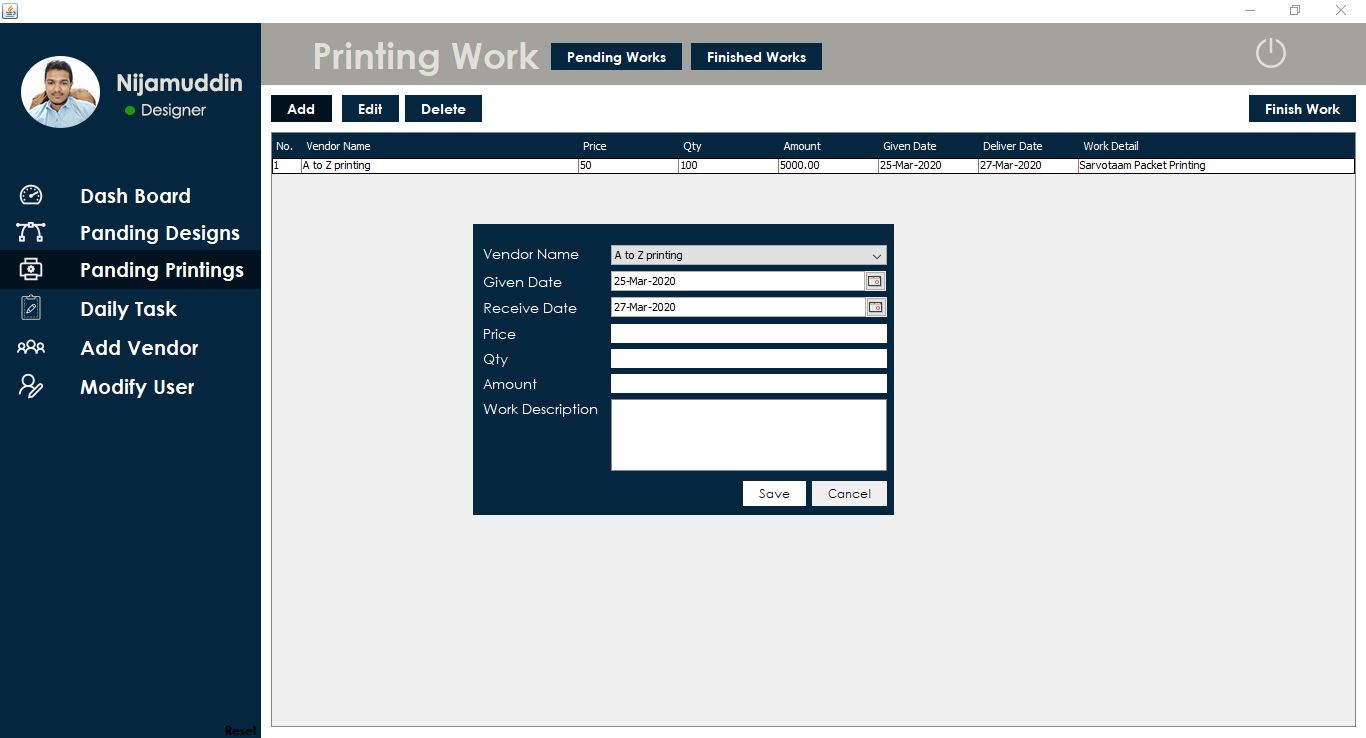 Nijamuddin
Designer
Dash Board
Panding Designs
Panding Printings
Daily Task
Add Vendor
Modify User
Reset
Printing Work Pending Works Finished Works
Add Edit Delete Finish Work
No. Vendor Name Price Qty Amount Given Date Deliver Date Work Detail
1 A to Z printing 50 100 5000.00 25-Mar-2020 27-Mar-2020 Sarvotaam Packet Printing
Vendor Name A to Z printing
Given Date 25-Mar-2020
Receive Date 27-Mar-2020
Price
Qty
Amount
Work Description
Save Cancel